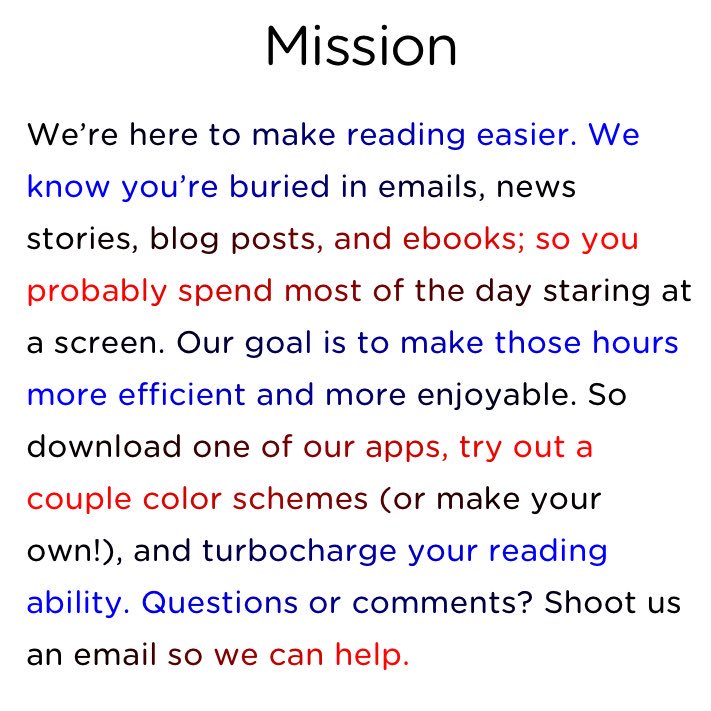 Mission
We’re here to make reading easier. We
know you’re buried in emails, news
stories, blog posts, and ebooks; so you
probably spend most of the day staring at
a screen. Our goal is to make those hours
more efficient and more enjoyable. So
download one of our apps, try out a
couple color schemes (or make your
own!), and turbocharge your reading
ability. Questions or comments? Shoot us
an email so we can help.